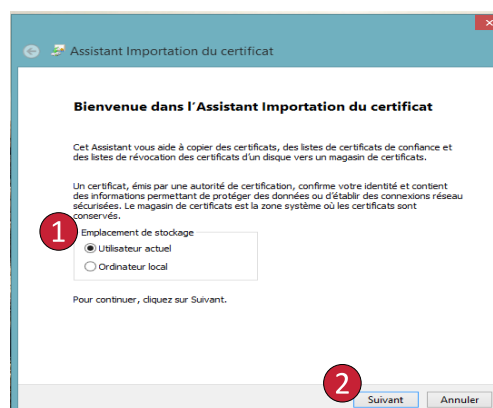 Assistant Importation du certificat
Bienvenue dans l'Assistant Importation du certificat
Cet Assistant vous aide à copier des certificats, des listes de certificats de confiance et
des listes de révocation des certificats d'un disque vers un magasin de certificats.
Un certificat, émis par une autorité de certification, confirme votre identité et contient
des informations permettant de protéger des données ou d'établir des connexions réseau
sécurisées. Le magasin de certificats est la zone système où les certificats sont
conservés.
1
Emplacement de stockage
Utilisateur actuel
Ordinateur local
Pour continuer, cliquez sur Suivant.
2
Suivant
Annuler